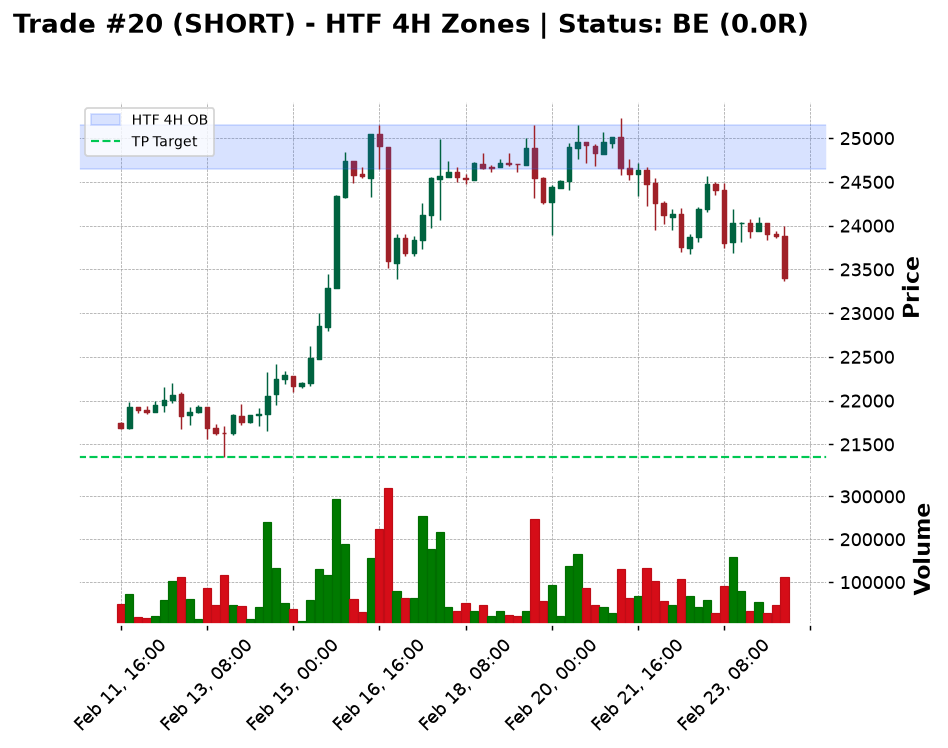 Trade #20 (SHORT) - HTF 4H Zones | Status: BE (0.0R)
HTF 4H OB
TP Target
25000
24500
24000
23500
23000
22500
22000
21500
Price
300000
200000
100000
Volume
Feb 11, 16:00
Feb 13, 08:00
Feb 15, 00:00
Feb 16, 16:00
Feb 18, 08:00
Feb 20, 00:00
Feb 21, 16:00
Feb 23, 08:00